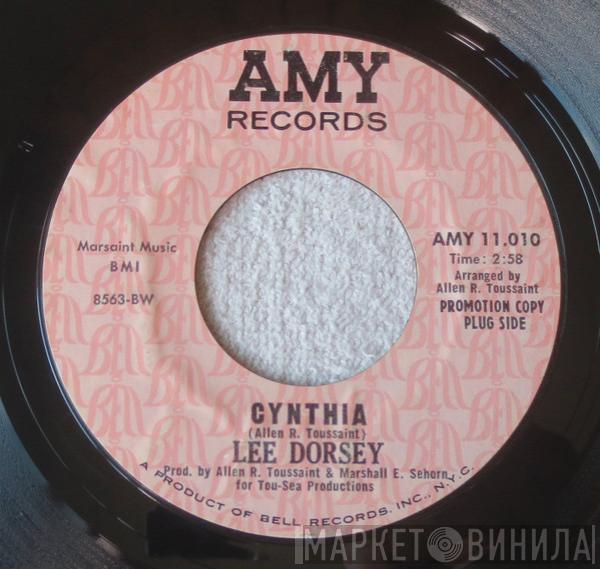 AMY
RECORDS
Marsaint Music
BMI
8563-BW
AMY 11.010
Time: 2:58
Arranged by
Allen R. Toussaint
PROMOTION COPY
PLUG SIDE
CYNTHIA
(Allen R. Toussaint)
LEE DORSEY
Prod. by Allen R. Toussaint & Marshall E. Sehorn,
for Tou-Sea Productions
A PRODUCT OF BELL RECORDS, INC., N.Y.C.
МАРКЕТ ВИНИЛА